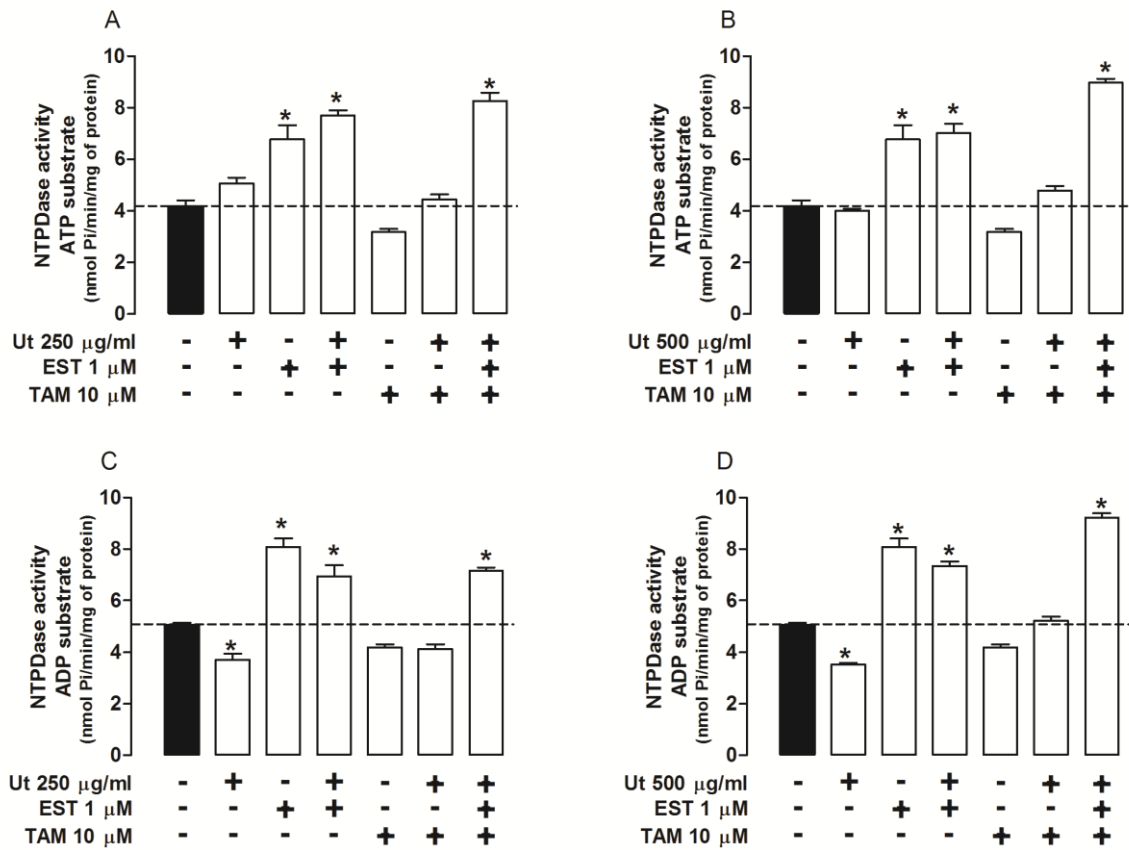 A
NTPDase activity
ATP substrate
(nmol Pi/min/mg of protein)
10
8
6
4
2
0
* * *
Ut 250 μg/ml - + - + - + +
EST 1 μM - - + + - - +
TAM 10 μM - - - - + + +
B
NTPDase activity
ATP substrate
(nmol Pi/min/mg of protein)
10
8
6
4
2
0
* * *
Ut 500 μg/ml - + - + - + +
EST 1 μM - - + + - - +
TAM 10 μM - - - - + + +
C
NTPDase activity
ADP substrate
(nmol Pi/min/mg of protein)
10
8
6
4
2
0
* * * *
Ut 250 μg/ml - + - + - + +
EST 1 μM - - + + - - +
TAM 10 μM - - - - + + +
D
NTPDase activity
ADP substrate
(nmol Pi/min/mg of protein)
10
8
6
4
2
0
* * * *
Ut 500 μg/ml - + - + - + +
EST 1 μM - - + + - - +
TAM 10 μM - - - - + + +